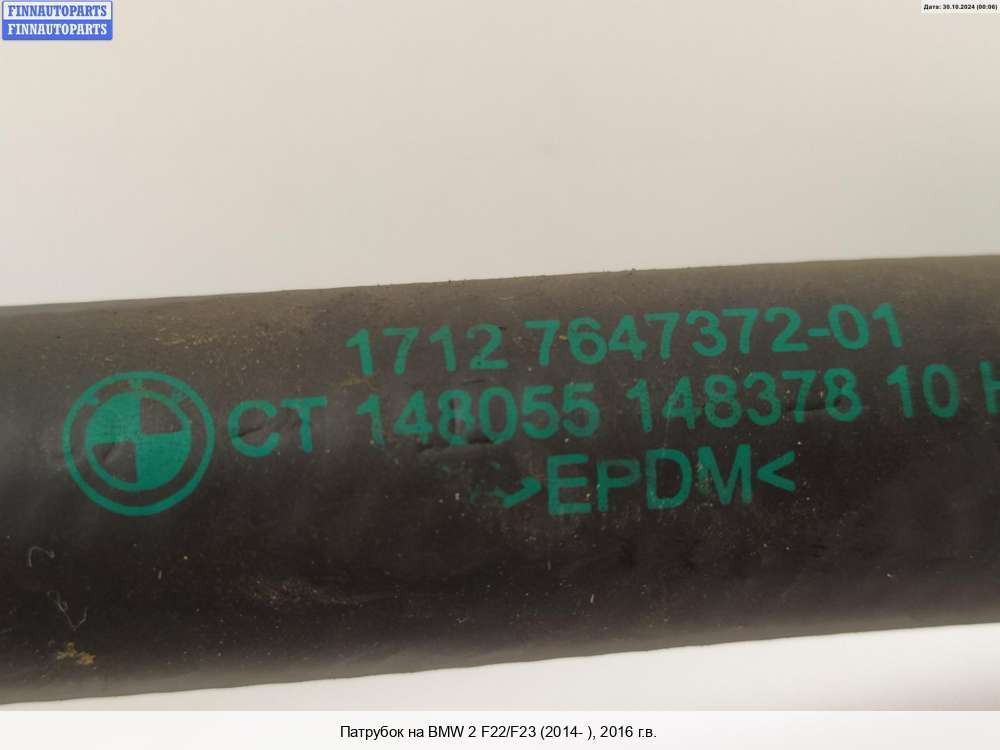 FINNAUTOPARTS
FINNAUTOPARTS
Дата: 30.10.2024 (00:06)
1712 7647372-01
CT 148055 148378 10 H
>EPDM<
Патрубок на BMW 2 F22/F23 (2014- ), 2016 г.в.